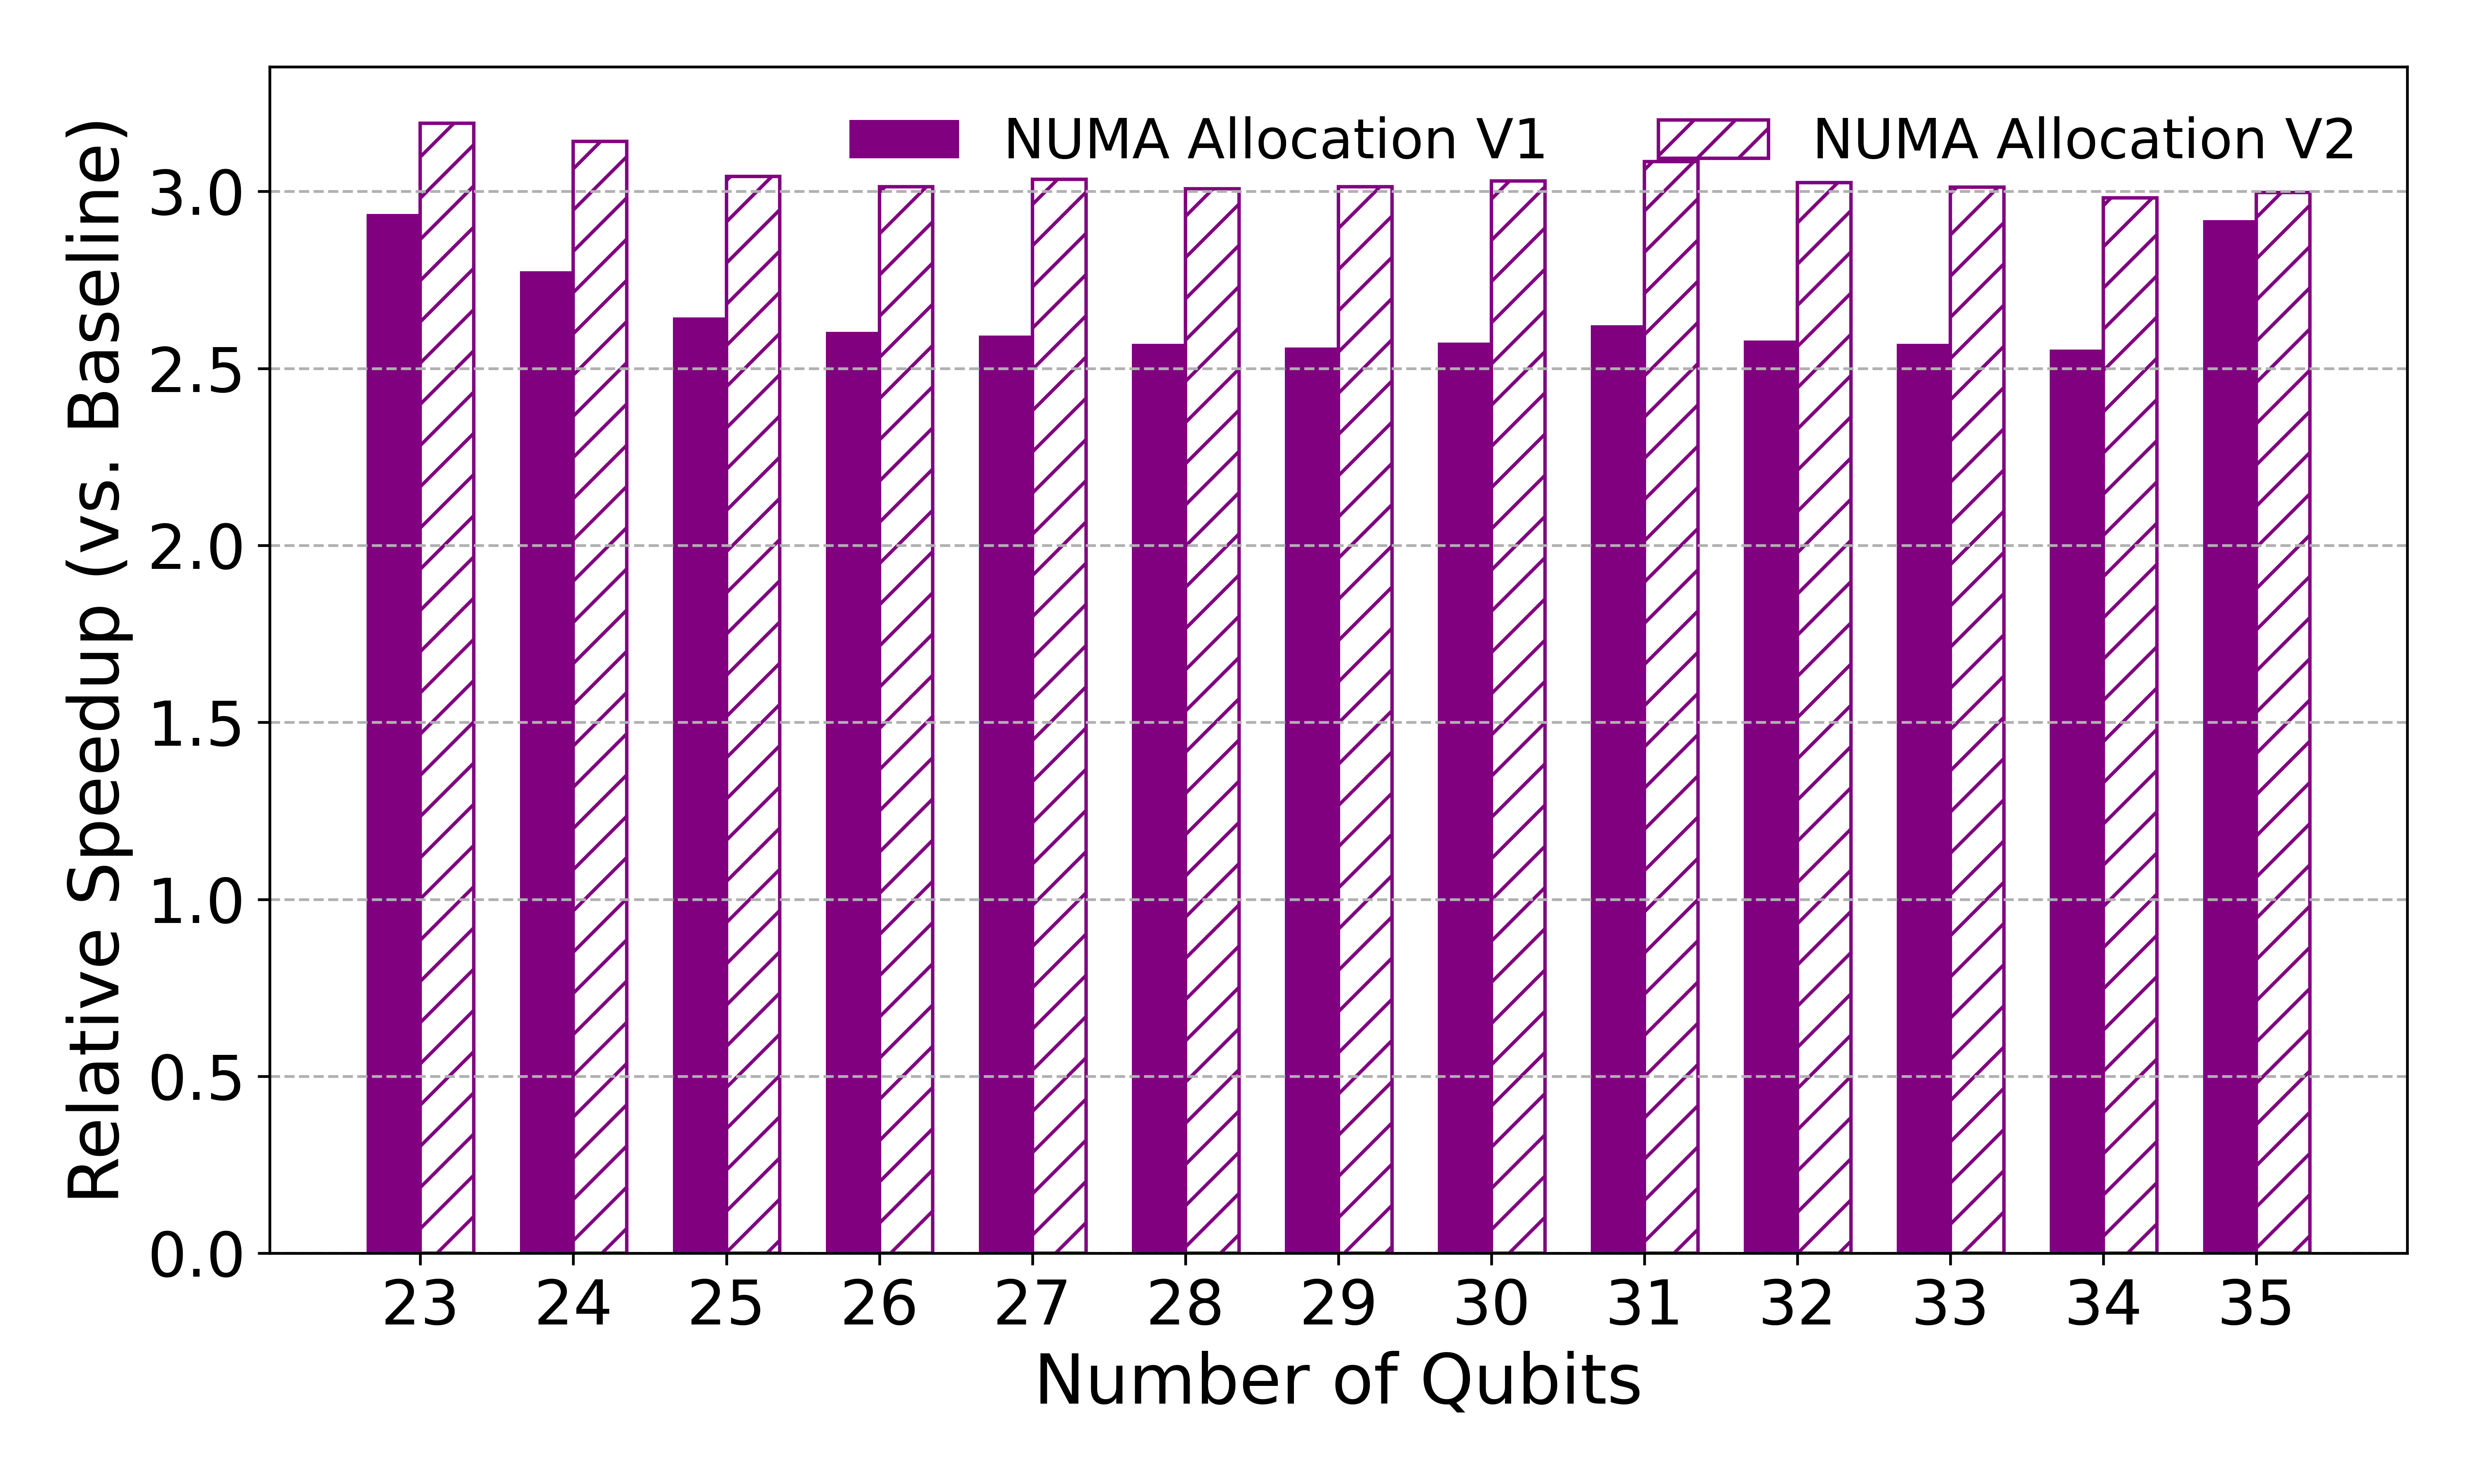 NUMA Allocation V1
NUMA Allocation V2
Relative Speedup (vs. Baseline)
3.0
2.5
2.0
1.5
1.0
0.5
0.0
23 24 25 26 27 28 29 30 31 32 33 34 35
Number of Qubits